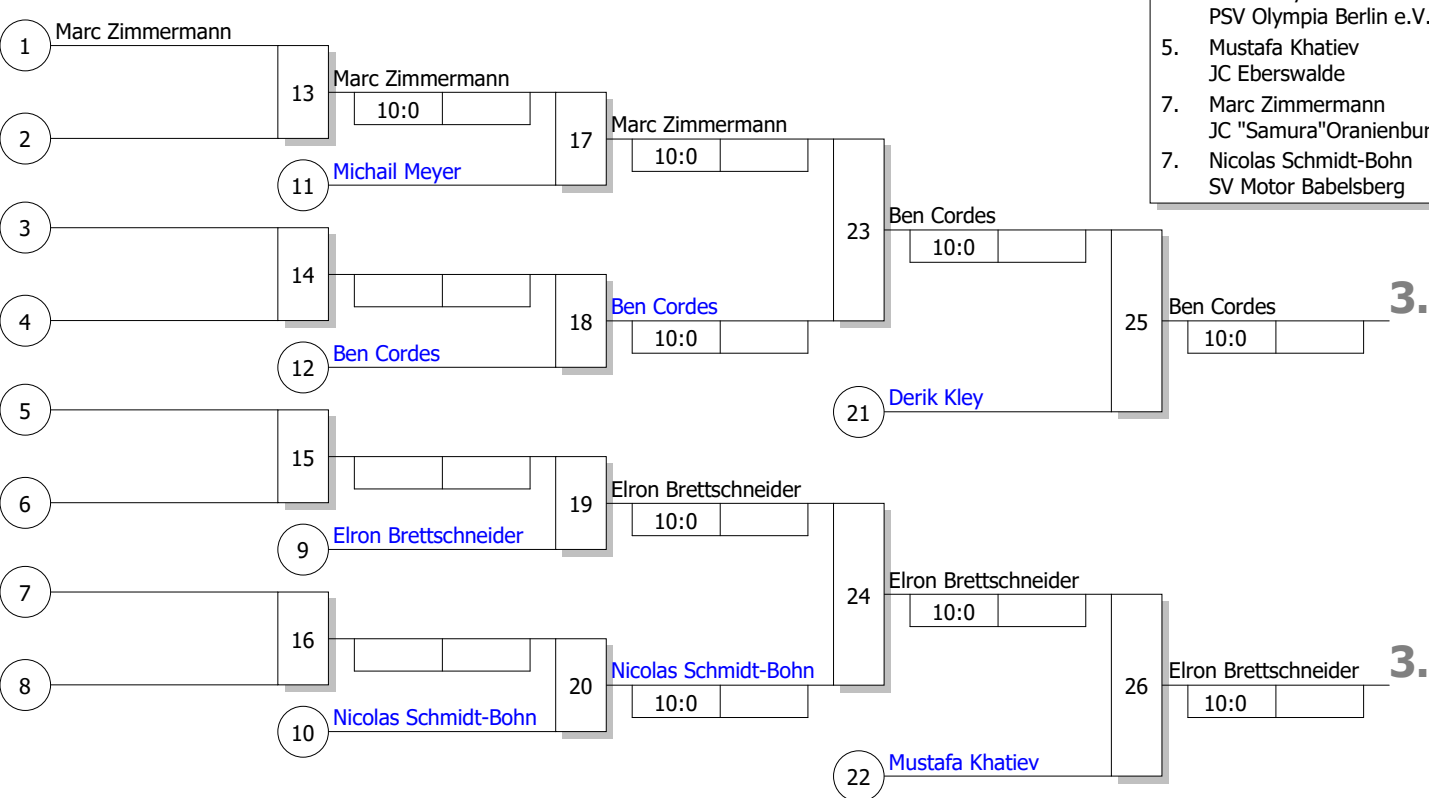 PSV Olympia Berlin e.V.
5. Mustafa Khatiev
JC Eberswalde
7. Marc Zimmermann
JC "Samura"Oranienbur
7. Nicolas Schmidt-Bohn
SV Motor Babelsberg
1 Marc Zimmermann
13 Marc Zimmermann
10:0
2
17 Marc Zimmermann
10:0
11 Michail Meyer
3
23 Ben Cordes
10:0
14
4
18 Ben Cordes
10:0
12 Ben Cordes
25 Ben Cordes 3.
10:0
5
21 Derik Kley
15
6
19 Elron Brettschneider
10:0
9 Elron Brettschneider
7
24 Elron Brettschneider
10:0
16
8
20 Nicolas Schmidt-Bohn
10:0
10 Nicolas Schmidt-Bohn
26 Elron Brettschneider 3.
10:0
22 Mustafa Khatiev